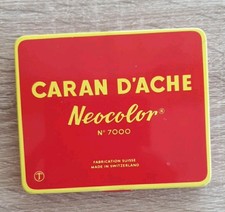 CARAN D'ACHE
Neocolor®
N° 7000
FABRICATION SUISSE
MADE IN SWITZERLAND
T